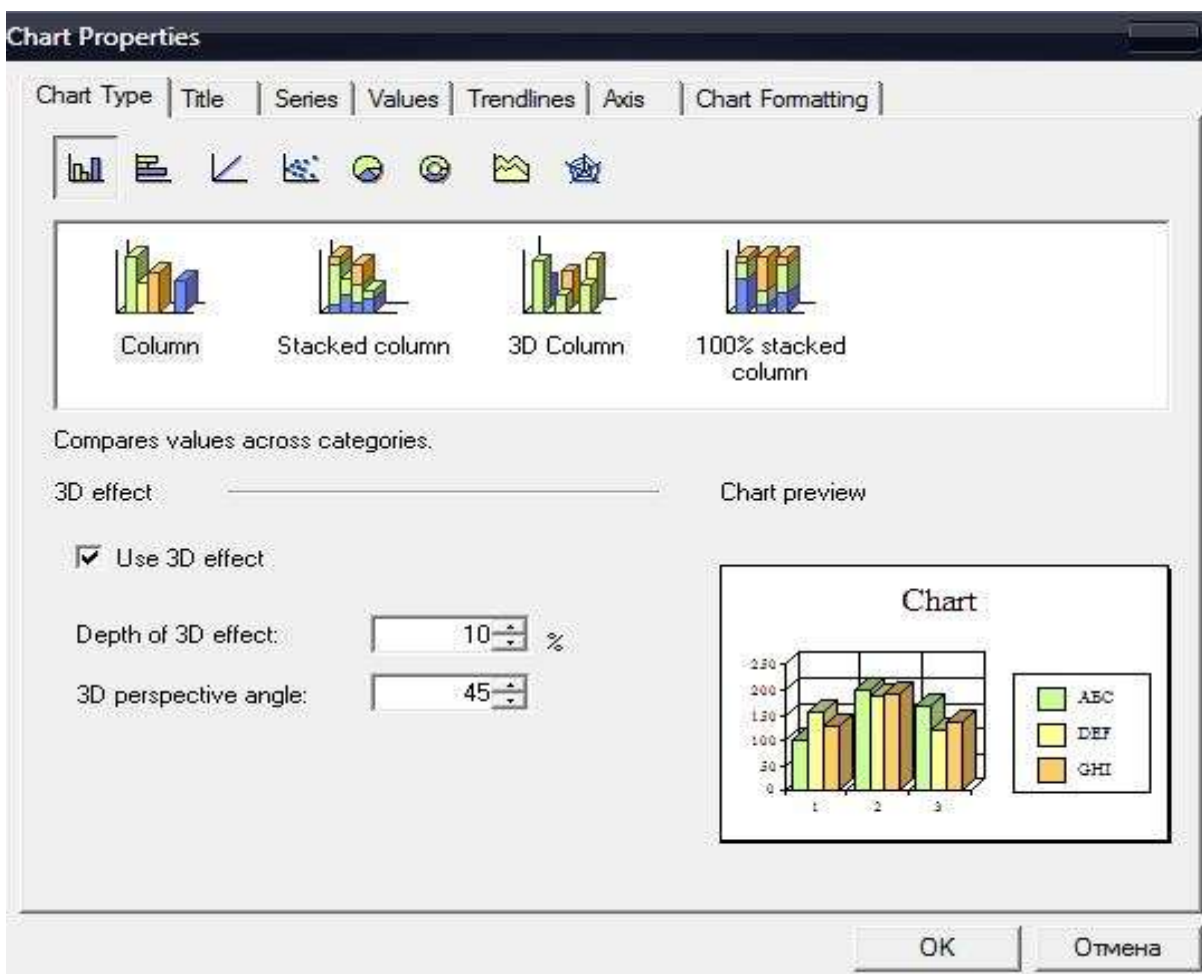 Chart Properties
Chart Type Title Series Values Trendlines Axis Chart Formatting
Column Stacked column 3D Column 100% stacked
column
Compares values across categories.
3D effect Chart preview
Use 3D effect
Depth of 3D effect: 10 %
3D perspective angle: 45
Chart
250
200
150
100
50
0
1 2 3
ABC
DEF
GHI
OK Отмена